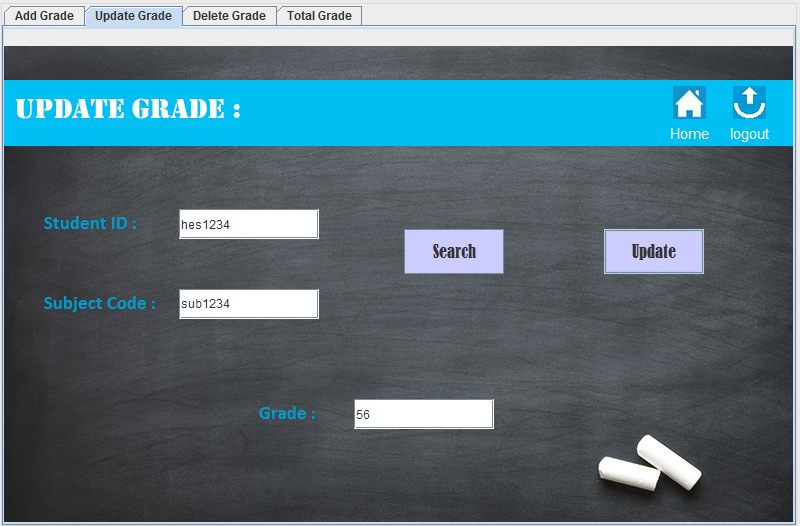 Add Grade Update Grade Delete Grade Total Grade
UPDATE GRADE :
Home logout
Student ID : hes1234
Search Update
Subject Code : sub1234
Grade : 56